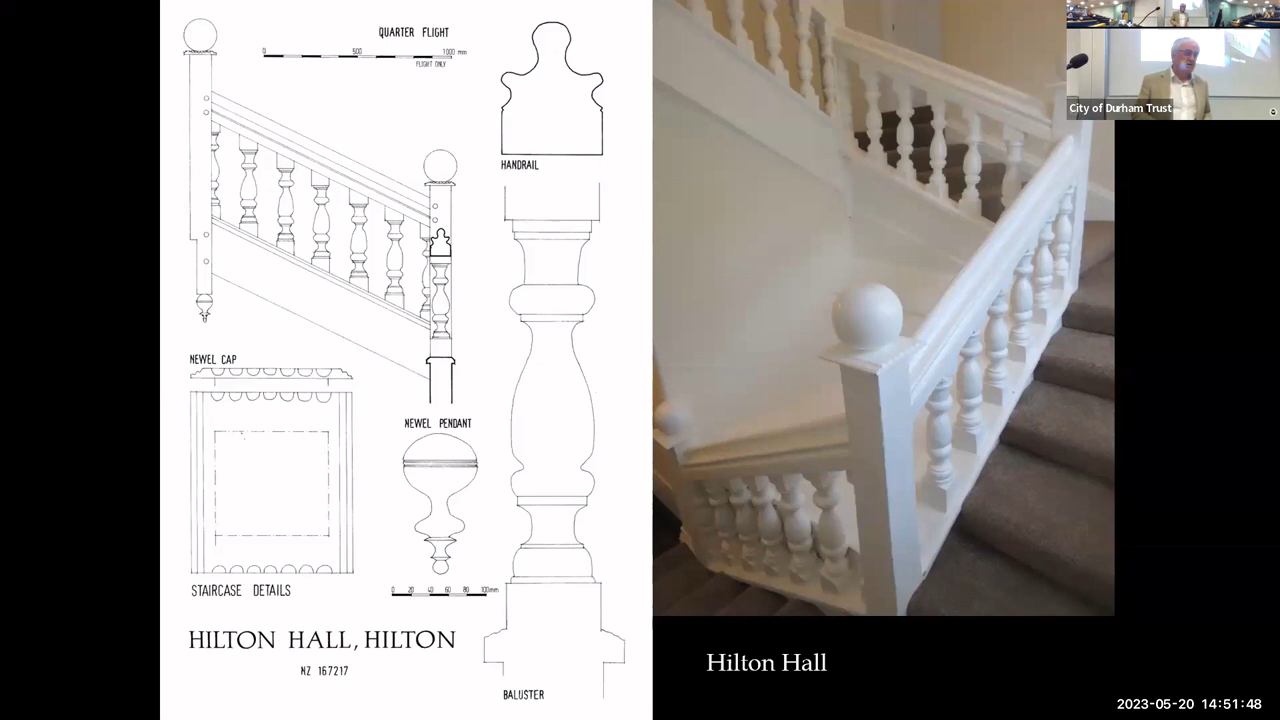 QUARTER FLIGHT
0 500 1000 mm
FLIGHT ONLY
HANDRAIL
NEWEL CAP
NEWEL PENDANT
STAIRCASE DETAILS
0 20 40 60 80 100mm
HILTON HALL, HILTON
NZ 167217
BALUSTER
City of Durham Trust
Hilton Hall
2023-05-20 14:51:48